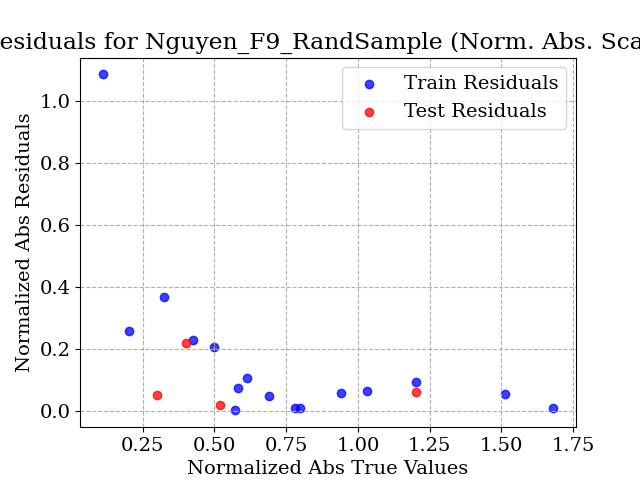 esiduals for Nguyen_F9_RandSample (Norm. Abs. Sca
Train Residuals
Test Residuals
Normalized Abs Residuals
1.0
0.8
0.6
0.4
0.2
0.0
0.25 0.50 0.75 1.00 1.25 1.50 1.75
Normalized Abs True Values